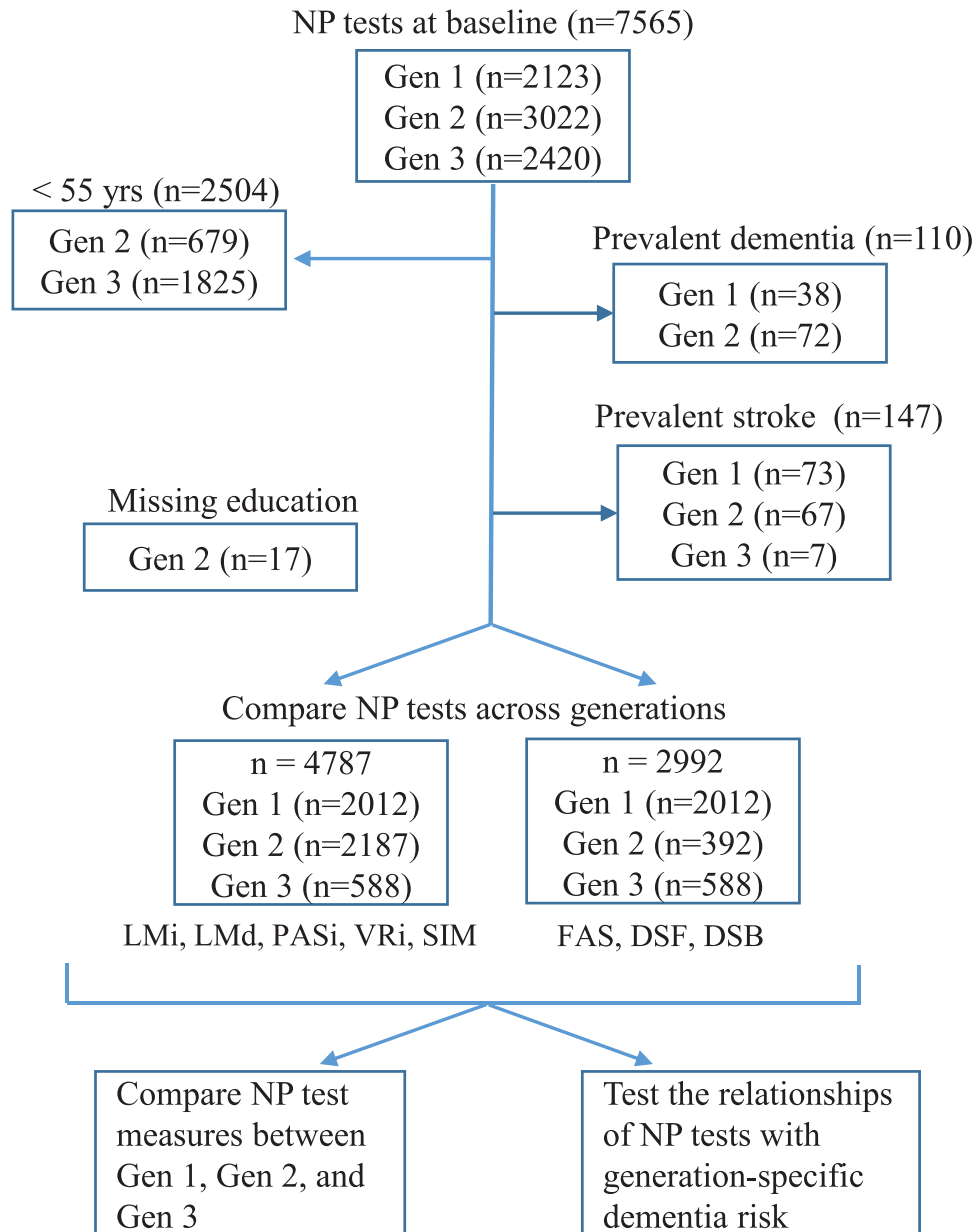 NP tests at baseline (n=7565)
Gen 1 (n=2123)
Gen 2 (n=3022)
Gen 3 (n=2420)
< 55 yrs (n=2504)
Gen 2 (n=679)
Gen 3 (n=1825)
Prevalent dementia (n=110)
Gen 1 (n=38)
Gen 2 (n=72)
Prevalent stroke (n=147)
Gen 1 (n=73)
Gen 2 (n=67)
Gen 3 (n=7)
Missing education
Gen 2 (n=17)
Compare NP tests across generations
n = 4787
Gen 1 (n=2012)
Gen 2 (n=2187)
Gen 3 (n=588)
LMi, LMd, PASi, VRi, SIM
n = 2992
Gen 1 (n=2012)
Gen 2 (n=392)
Gen 3 (n=588)
FAS, DSF, DSB
Compare NP test
measures between
Gen 1, Gen 2, and
Gen 3
Test the relationships
of NP tests with
generation-specific
dementia risk